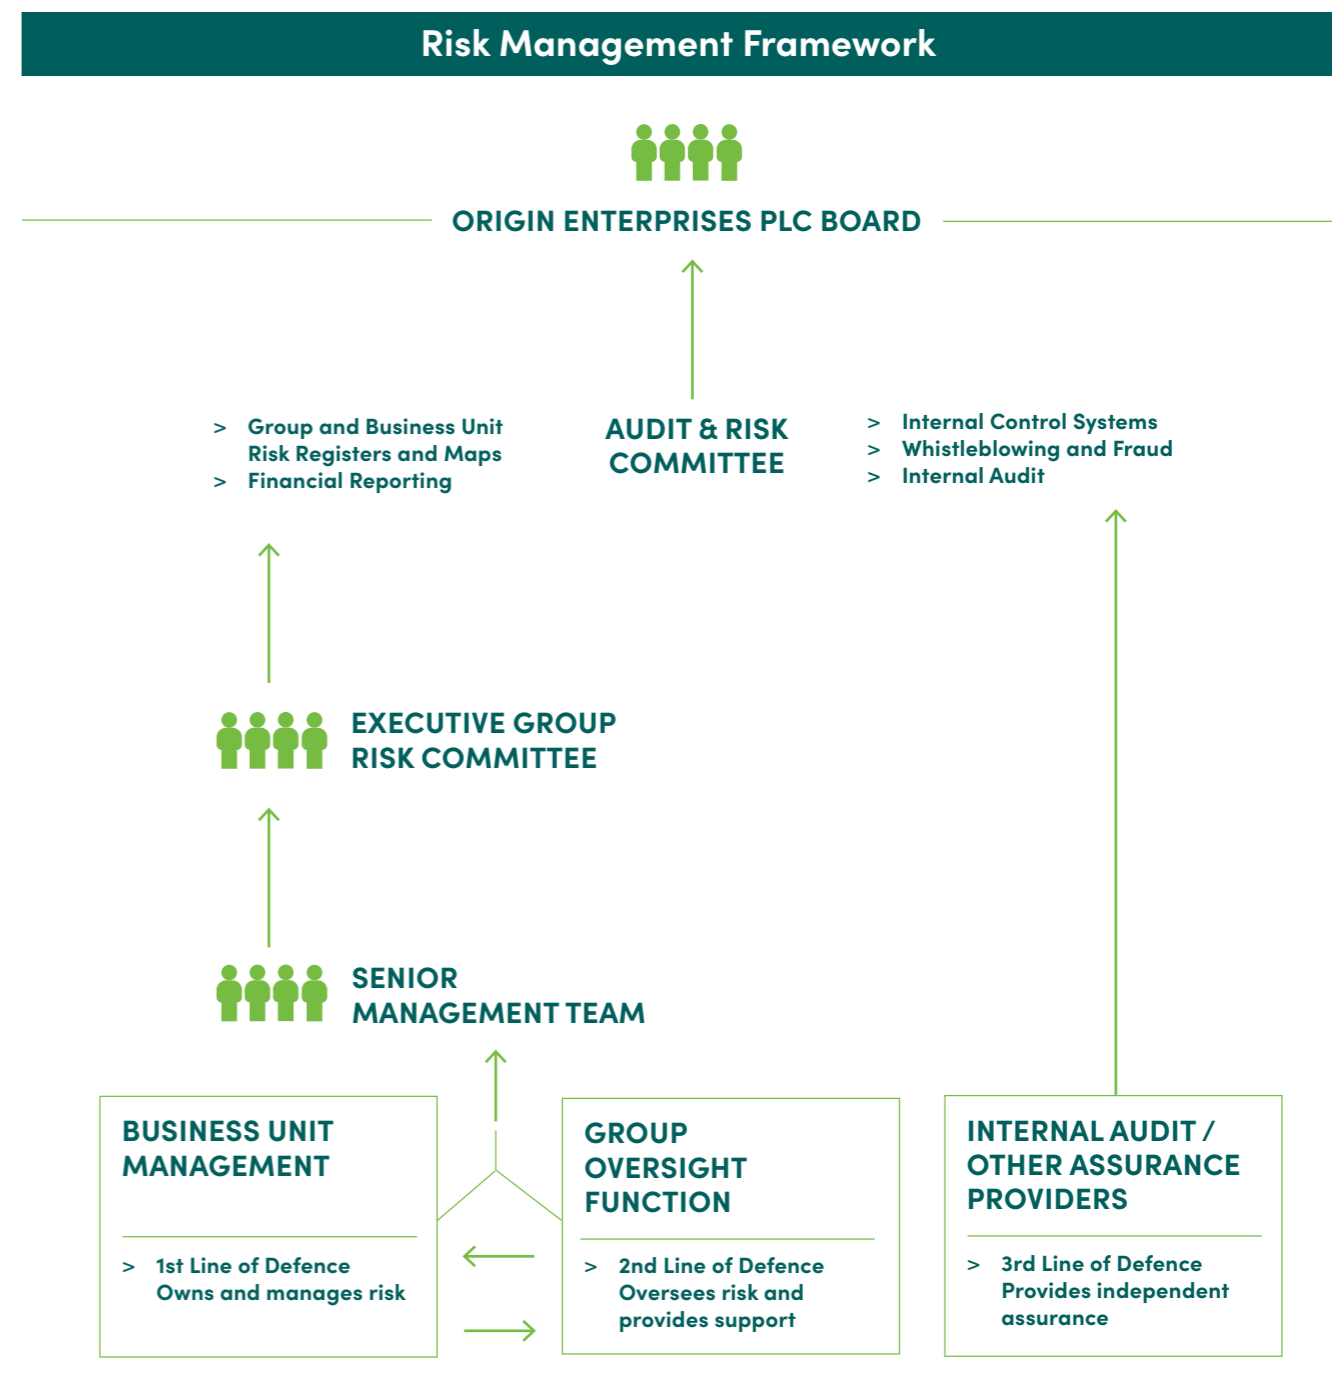 Risk Management Framework
ORIGIN ENTERPRISES PLC BOARD
> Group and Business Unit
Risk Registers and Maps
> Financial Reporting
AUDIT & RISK
COMMITTEE
> Internal Control Systems
> Whistleblowing and Fraud
> Internal Audit
EXECUTIVE GROUP
RISK COMMITTEE
SENIOR
MANAGEMENT TEAM
BUSINESS UNIT
MANAGEMENT
> 1st Line of Defence
Owns and manages risk
GROUP
OVERSIGHT
FUNCTION
> 2nd Line of Defence
Oversees risk and
provides support
INTERNAL AUDIT /
OTHER ASSURANCE
PROVIDERS
> 3rd Line of Defence
Provides independent
assurance